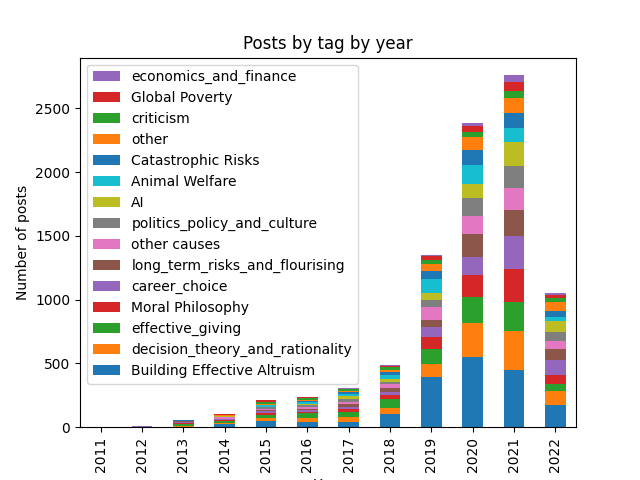 Posts by tag by year
Number of posts
2500
2000
1500
1000
500
0
economics_and_finance
Global Poverty
criticism
other
Catastrophic Risks
Animal Welfare
AI
politics_policy_and_culture
other causes
long_term_risks_and_flourising
career_choice
Moral Philosophy
effective_giving
decision_theory_and_rationality
Building Effective Altruism
2011
2012
2013
2014
2015
2016
2017
2018
2019
2020
2021
2022